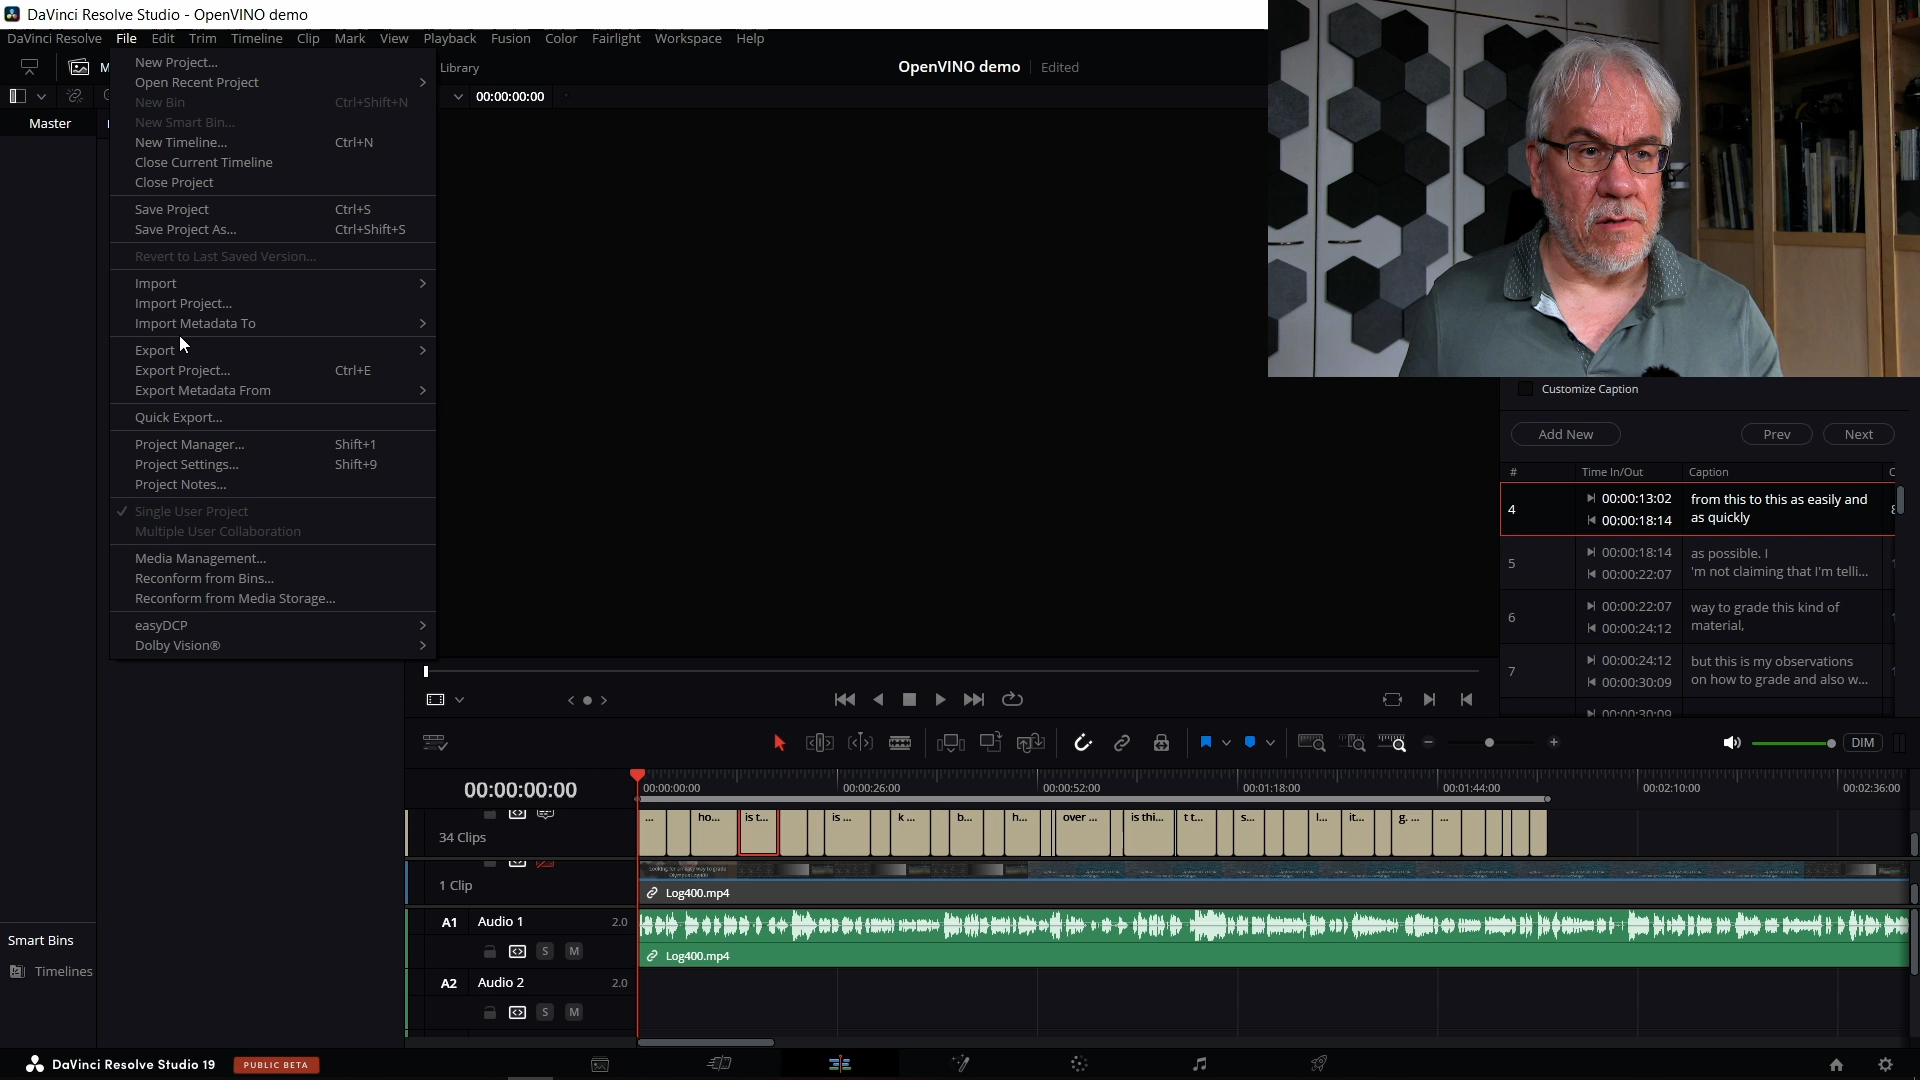 DaVinci Resolve Studio - OpenVINO demo
DaVinci Resolve File Edit Trim Timeline Clip Mark View Playback Fusion Color Fairlight Workspace Help
Library
OpenVINO demo Edited
00:00:00:00
Master
New Project...
Open Recent Project
New Bin Ctrl+Shift+N
New Smart Bin...
New Timeline... Ctrl+N
Close Current Timeline
Close Project
Save Project Ctrl+S
Save Project As... Ctrl+Shift+S
Revert to Last Saved Version...
Import
Import Project...
Import Metadata To
Export
Export Project... Ctrl+E
Export Metadata From
Quick Export...
Project Manager... Shift+1
Project Settings... Shift+9
Project Notes...
Single User Project
Multiple User Collaboration
Media Management...
Reconform from Bins...
Reconform from Media Storage...
easyDCP
Dolby Vision®
Customize Caption
Add New Prev Next
# Time In/Out Caption
4 00:00:13:02 from this to this as easily and
00:00:18:14 as quickly
5 00:00:18:14 as possible. I
00:00:22:07 'm not claiming that I'm telli...
6 00:00:22:07 way to grade this kind of
00:00:24:12 material,
7 00:00:24:12 but this is my observations
00:00:30:09 on how to grade and also w...
00:00:30:09
DIM
00:00:00:00
00:00:00:00 00:00:26:00 00:00:52:00 00:01:18:00 00:01:44:00 00:02:10:00 00:02:36:00
34 Clips
... ho... is t... is ... k ... b... h... over ... is thi... t t... s... l... it... g. ... ...
1 Clip
Log400.mp4
A1 Audio 1 2.0
S M
Log400.mp4
A2 Audio 2 2.0
S M
Smart Bins
Timelines
DaVinci Resolve Studio 19 PUBLIC BETA